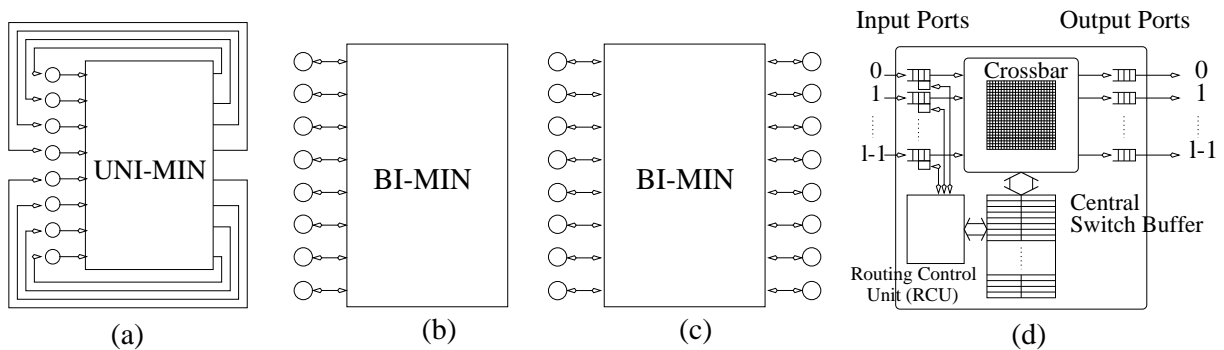 UNI-MIN
(a)
BI-MIN
(b)
BI-MIN
(c)
Input Ports Output Ports
0 Crossbar 0
1 1
l-1 l-1
Central
Switch Buffer
Routing Control
Unit (RCU)
(d)